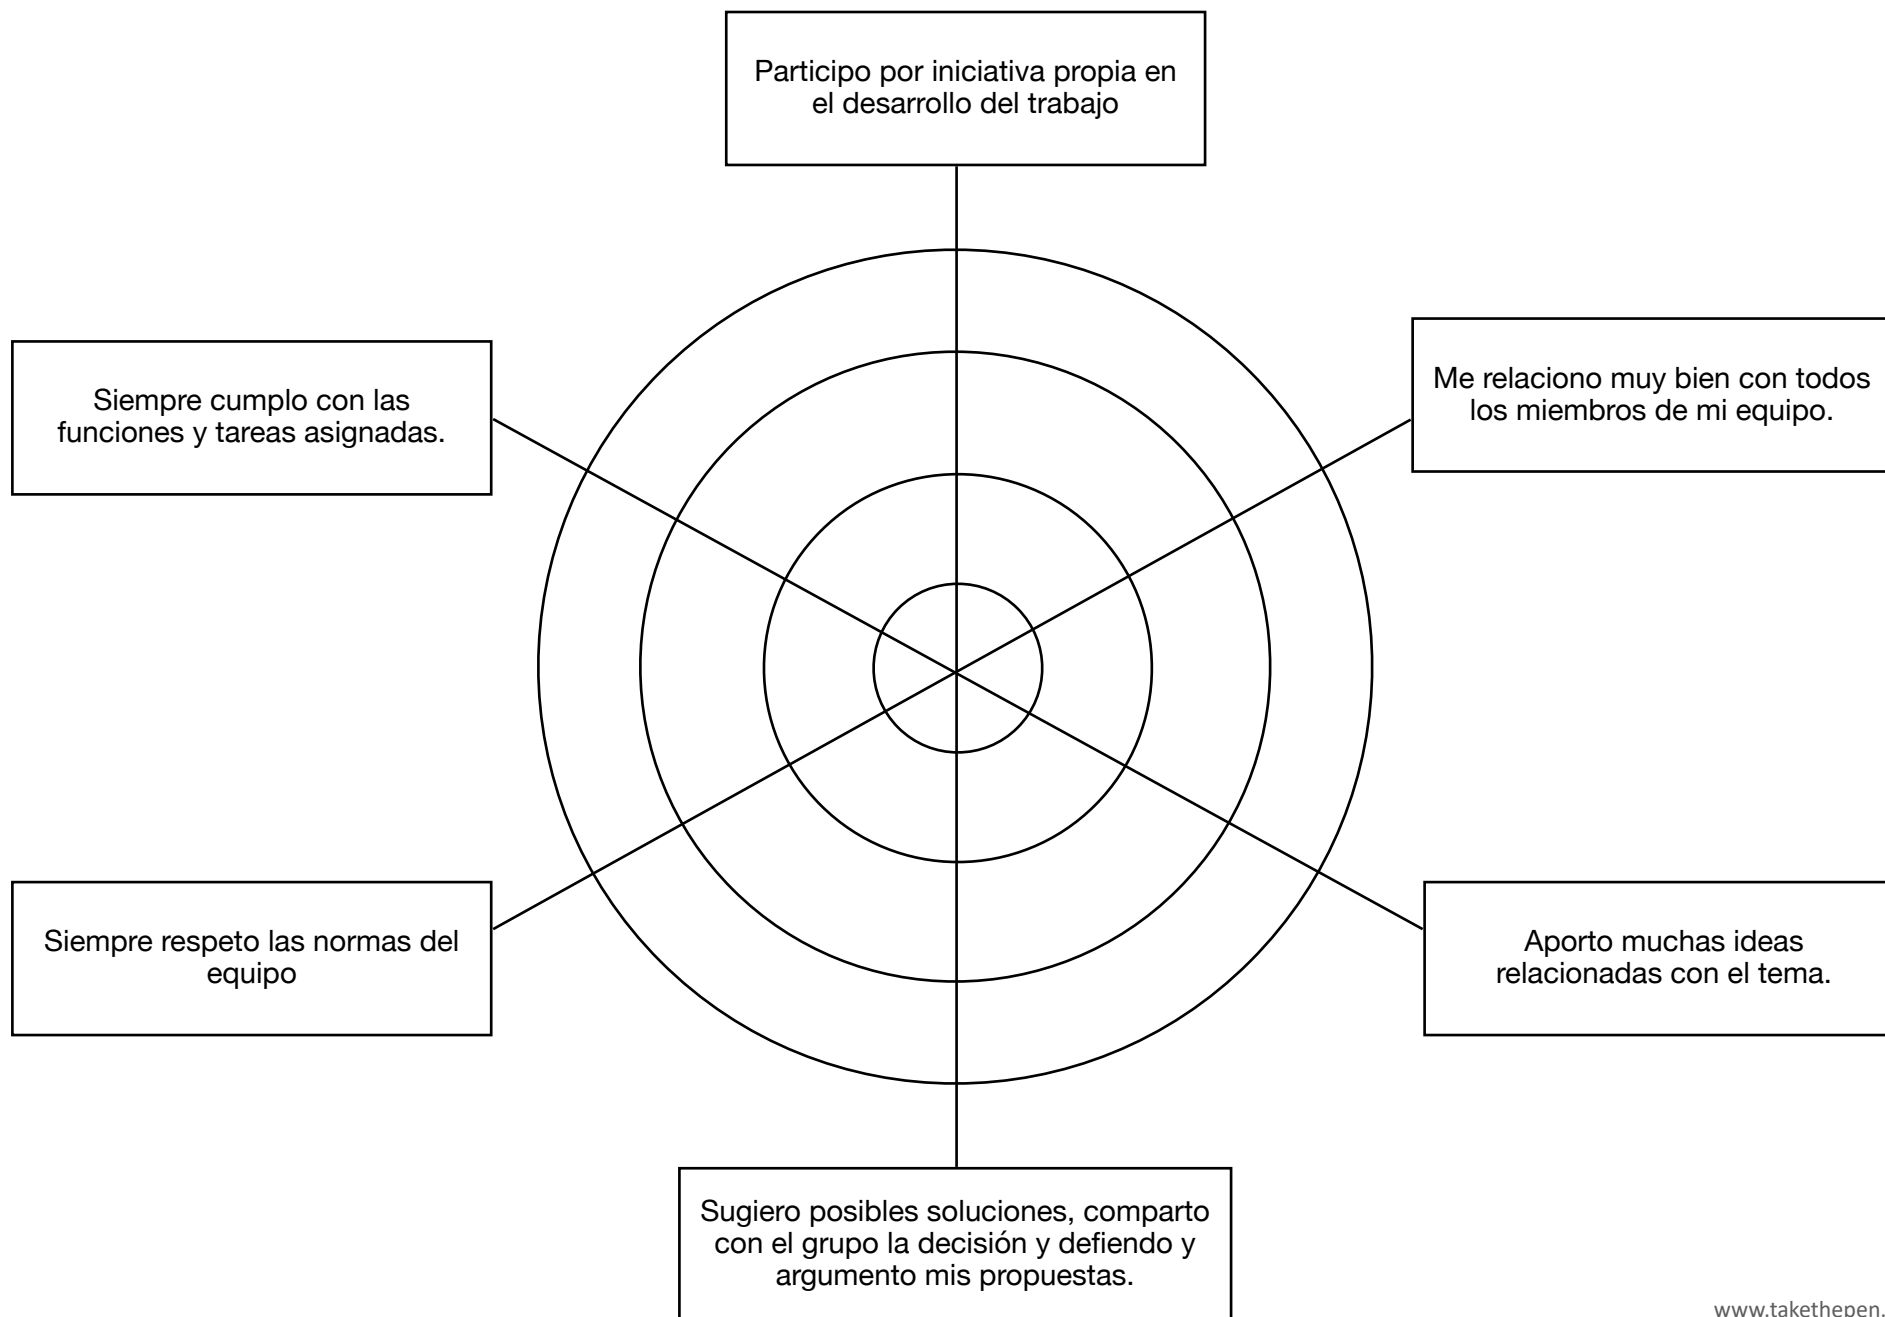 Participo por iniciativa propia en
el desarrollo del trabajo
Me relaciono muy bien con todos
los miembros de mi equipo.
Siempre cumplo con las
funciones y tareas asignadas.
Siempre respeto las normas del
equipo
Aporto muchas ideas
relacionadas con el tema.
Sugiero posibles soluciones, comparto
con el grupo la decisión y defiendo y
argumento mis propuestas.
www.takethepen.